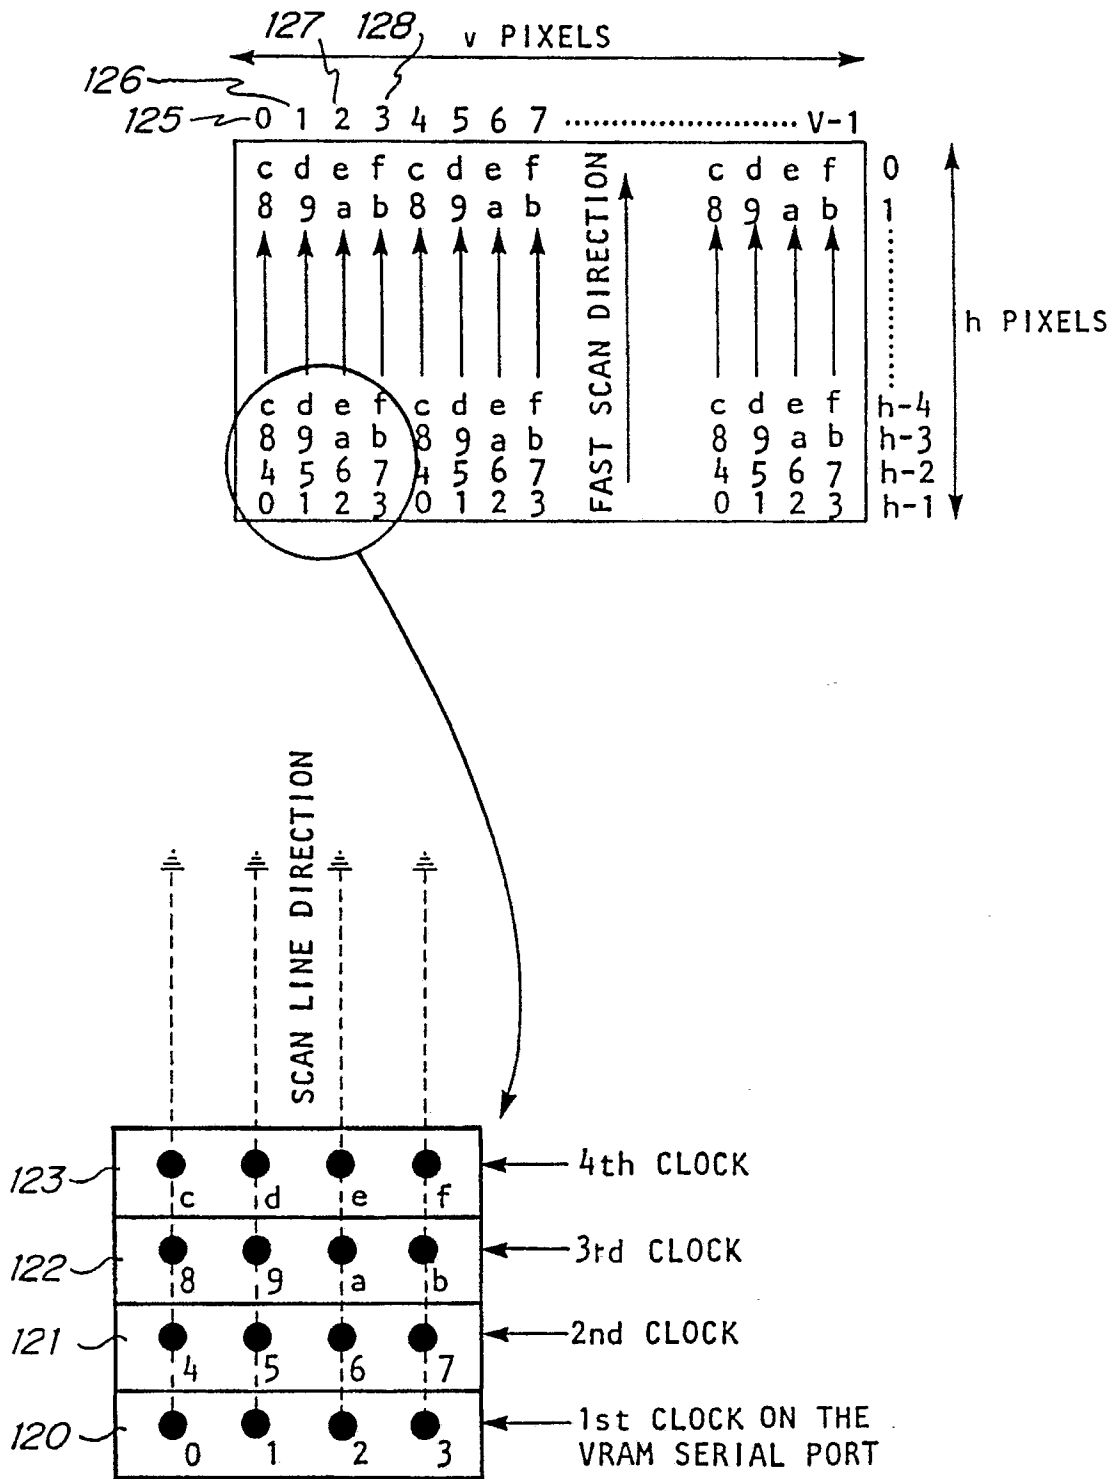 127 128 v PIXELS
126
125 0 1 2 3 4 5 6 7 ........................ V-1
c d e f c d e f c d e f 0
8 9 a b 8 9 a b 8 9 a b 1
FAST SCAN DIRECTION
h PIXELS
c d e f c d e f c d e f h-4
8 9 a b 8 9 a b 8 9 a b h-3
4 5 6 7 4 5 6 7 4 5 6 7 h-2
0 1 2 3 0 1 2 3 0 1 2 3 h-1
SCAN LINE DIRECTION
123 c d e f 4th CLOCK
122 8 9 a b 3rd CLOCK
121 4 5 6 7 2nd CLOCK
120 0 1 2 3 1st CLOCK ON THE
VRAM SERIAL PORT